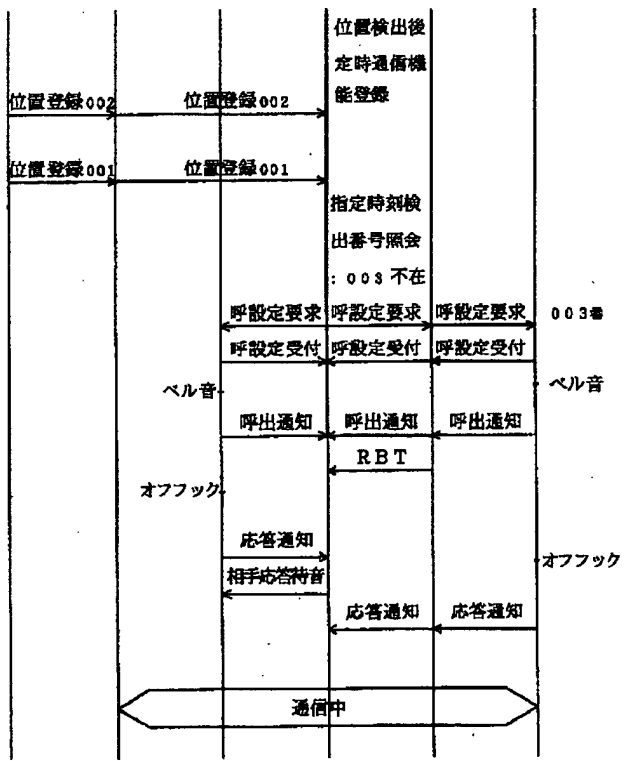 位置検出後
定時通信機
能登録
位置登録002 位置登録002
位置登録001 位置登録001
指定時刻検
出番号照会
:003不在
呼設定要求 呼設定要求 呼設定要求 003番
呼設定受付 呼設定受付 呼設定受付
ベル音 ベル音
呼出通知 呼出通知 呼出通知
RBT
オフフック
応答通知
オフフック
相手応答待音
応答通知 応答通知
通信中